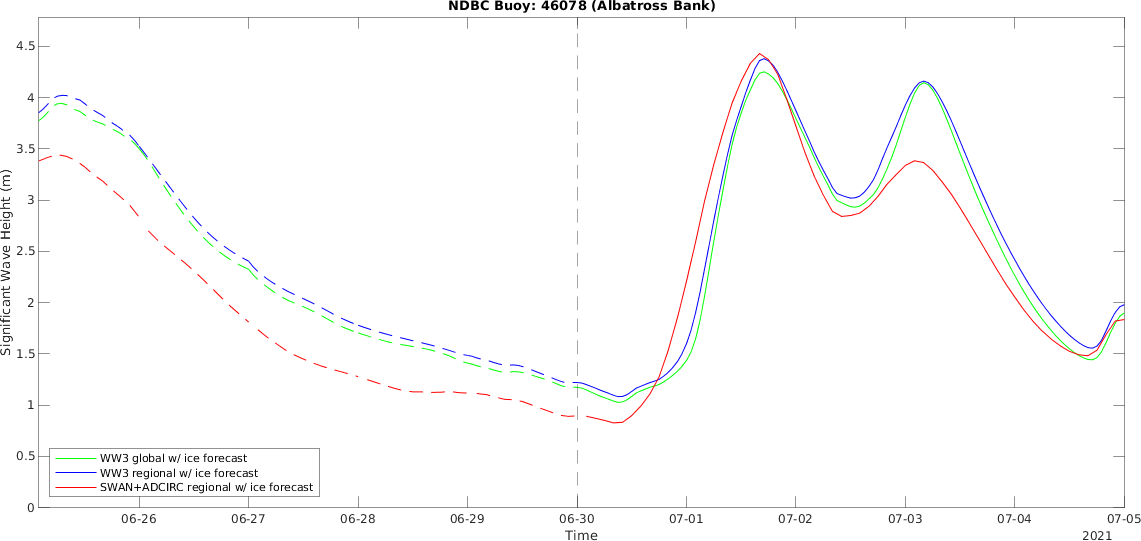 NDBC Buoy: 46078 (Albatross Bank)
4.5
4
3.5
3
2.5
2
1.5
1
0.5
0
Significant Wave Height (m)
WW3 global w/ ice forecast
WW3 regional w/ ice forecast
SWAN+ADCIRC regional w/ ice forecast
06-26 06-27 06-28 06-29 06-30 07-01 07-02 07-03 07-04 07-05
Time
2021